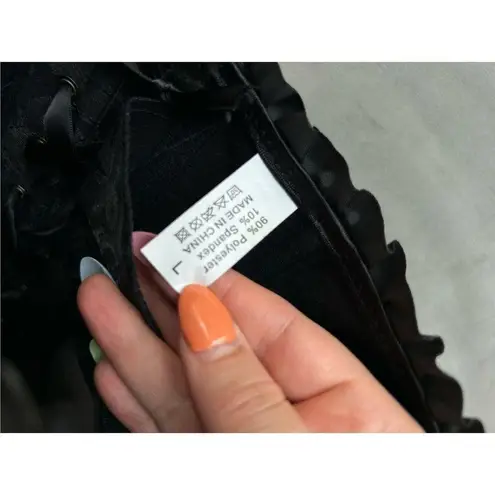 L
90% Polyester
10% Spandex
MADE IN CHINA